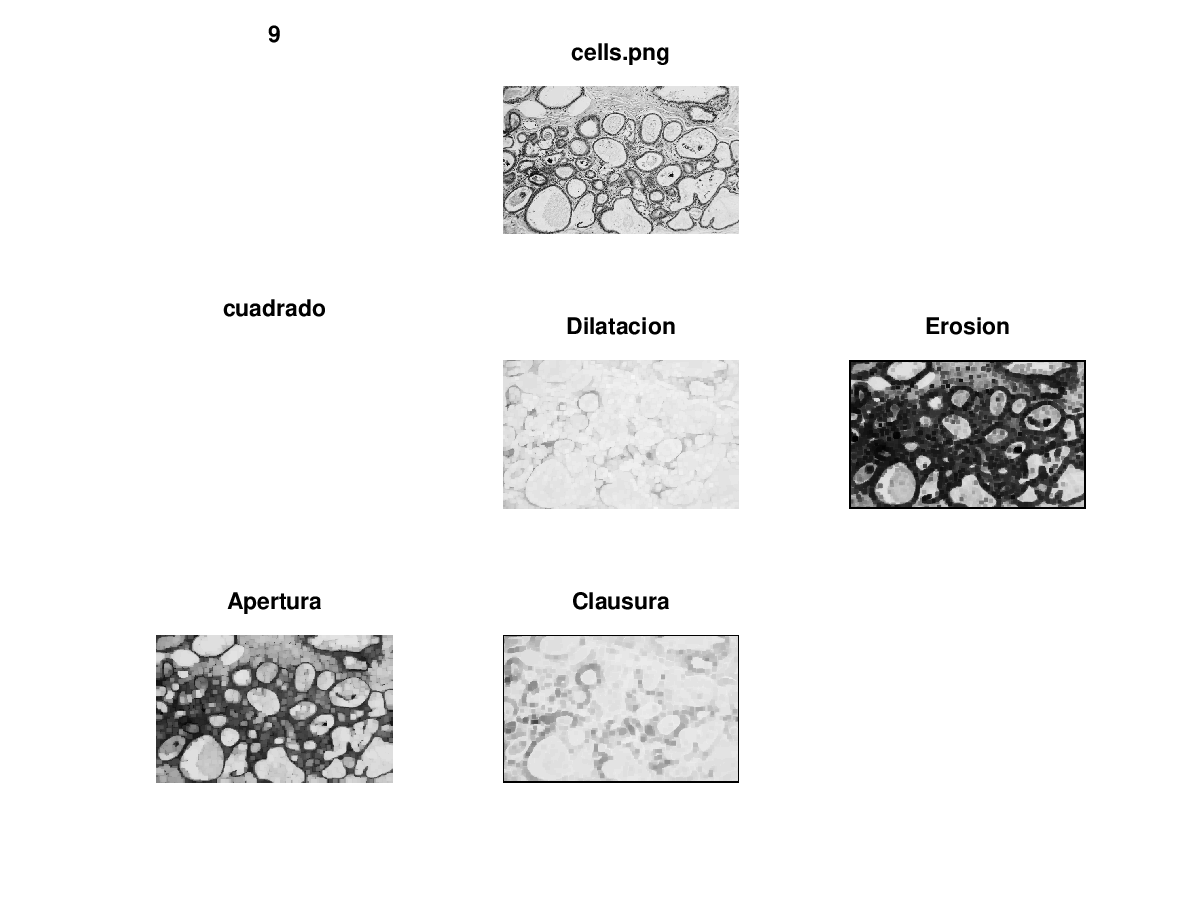 9
cells.png
cuadrado
Dilatacion
Erosion
Apertura
Clausura